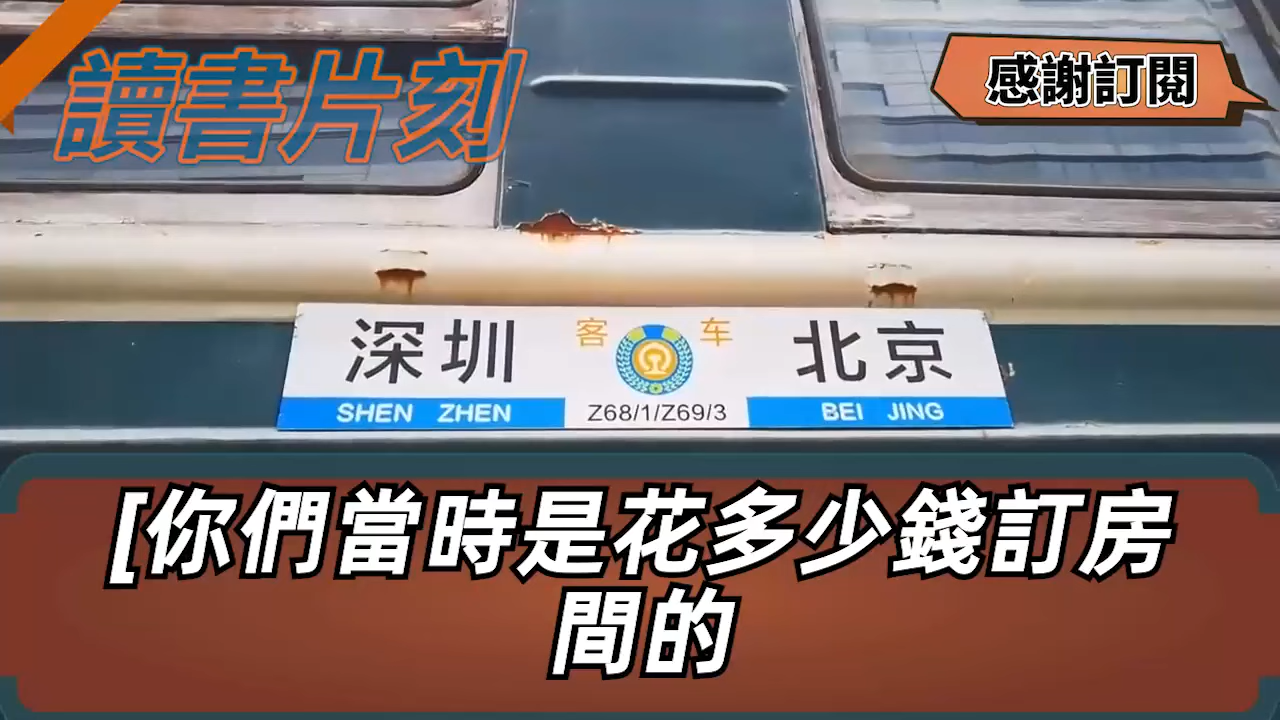 讀書片刻
感謝訂閱
深圳 客 车 北京
SHEN ZHEN Z68/1/Z69/3 BEI JING
[你們當時是花多少錢訂房
間的